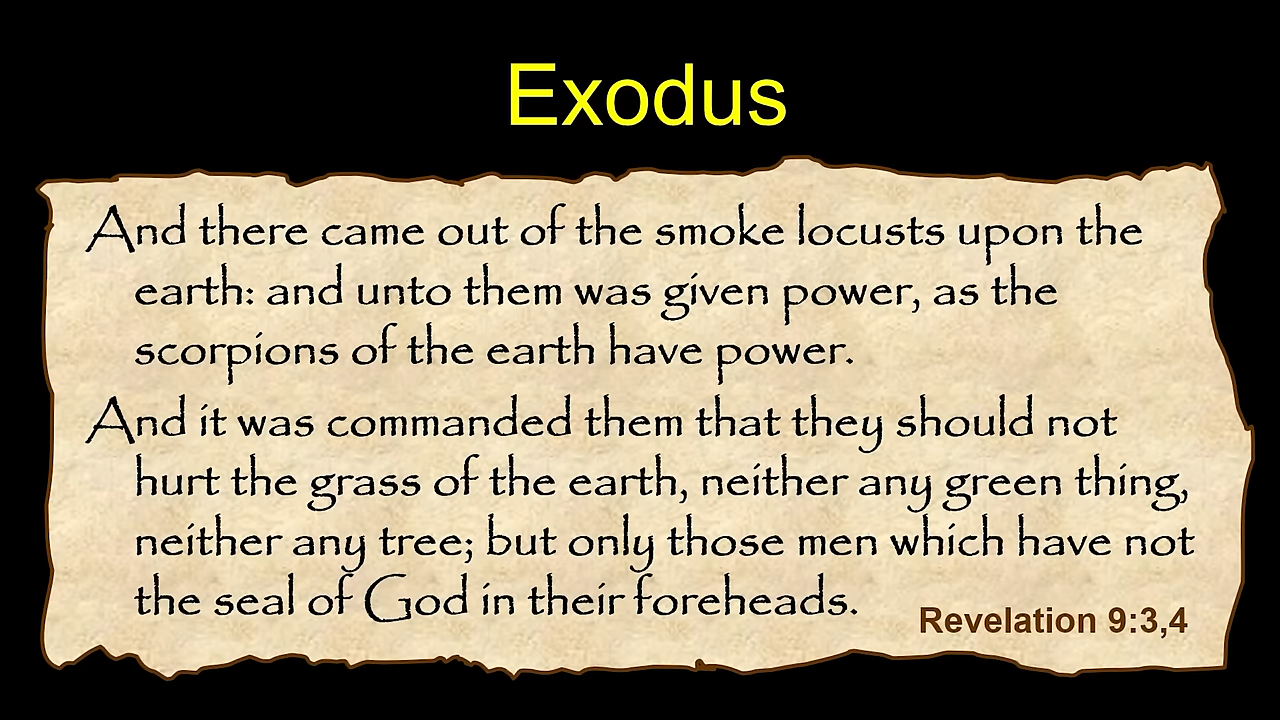 Exodus
And there came out of the smoke locusts upon the
earth: and unto them was given power, as the
scorpions of the earth have power.
And it was commanded them that they should not
hurt the grass of the earth, neither any green thing,
neither any tree; but only those men which have not
the seal of God in their foreheads.
Revelation 9:3,4